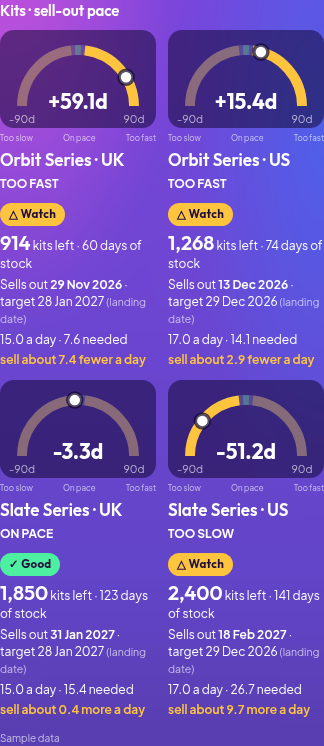 Kits · sell-out pace
+59.1d
-90d 90d
Too slow On pace Too fast
Orbit Series · UK
TOO FAST
△ Watch
914 kits left · 60 days of
stock
Sells out 29 Nov 2026 ·
target 28 Jan 2027 (landing
date)
15.0 a day · 7.6 needed
sell about 7.4 fewer a day
+15.4d
-90d 90d
Too slow On pace Too fast
Orbit Series · US
TOO FAST
△ Watch
1,268 kits left · 74 days of
stock
Sells out 13 Dec 2026 ·
target 29 Dec 2026 (landing
date)
17.0 a day · 14.1 needed
sell about 2.9 fewer a day
-3.3d
-90d 90d
Too slow On pace Too fast
Slate Series · UK
ON PACE
✓ Good
1,850 kits left · 123 days
of stock
Sells out 31 Jan 2027 ·
target 28 Jan 2027 (landing
date)
15.0 a day · 15.4 needed
sell about 0.4 more a day
-51.2d
-90d 90d
Too slow On pace Too fast
Slate Series · US
TOO SLOW
△ Watch
2,400 kits left · 141 days
of stock
Sells out 18 Feb 2027 ·
target 29 Dec 2026 (landing
date)
17.0 a day · 26.7 needed
sell about 9.7 more a day
Sample data